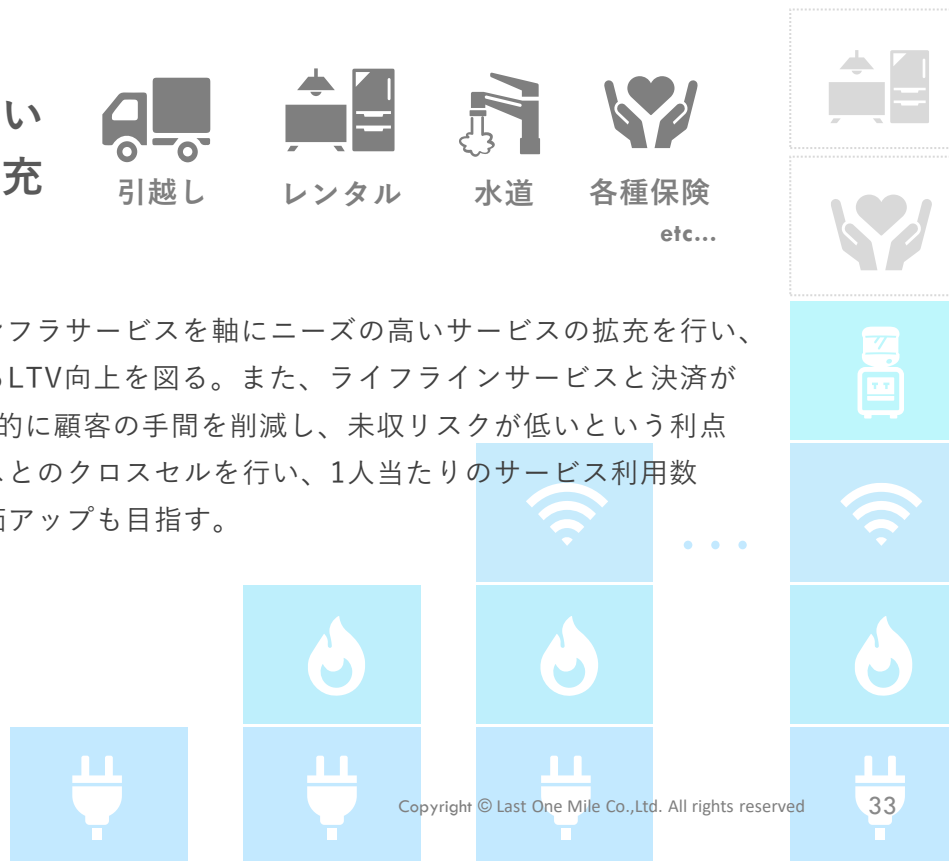 い
充
引越し
レンタル
水道
各種保険
etc...
フラサービスを軸にニーズの高いサービスの拡充を行い、
LTV向上を図る。また、ライフラインサービスと決済が
的に顧客の手間を削減し、未収リスクが低いという利点
とのクロスセルを行い、1人当たりのサービス利用数
アップも目指す。
Copyright © Last One Mile Co.,Ltd. All rights reserved
33